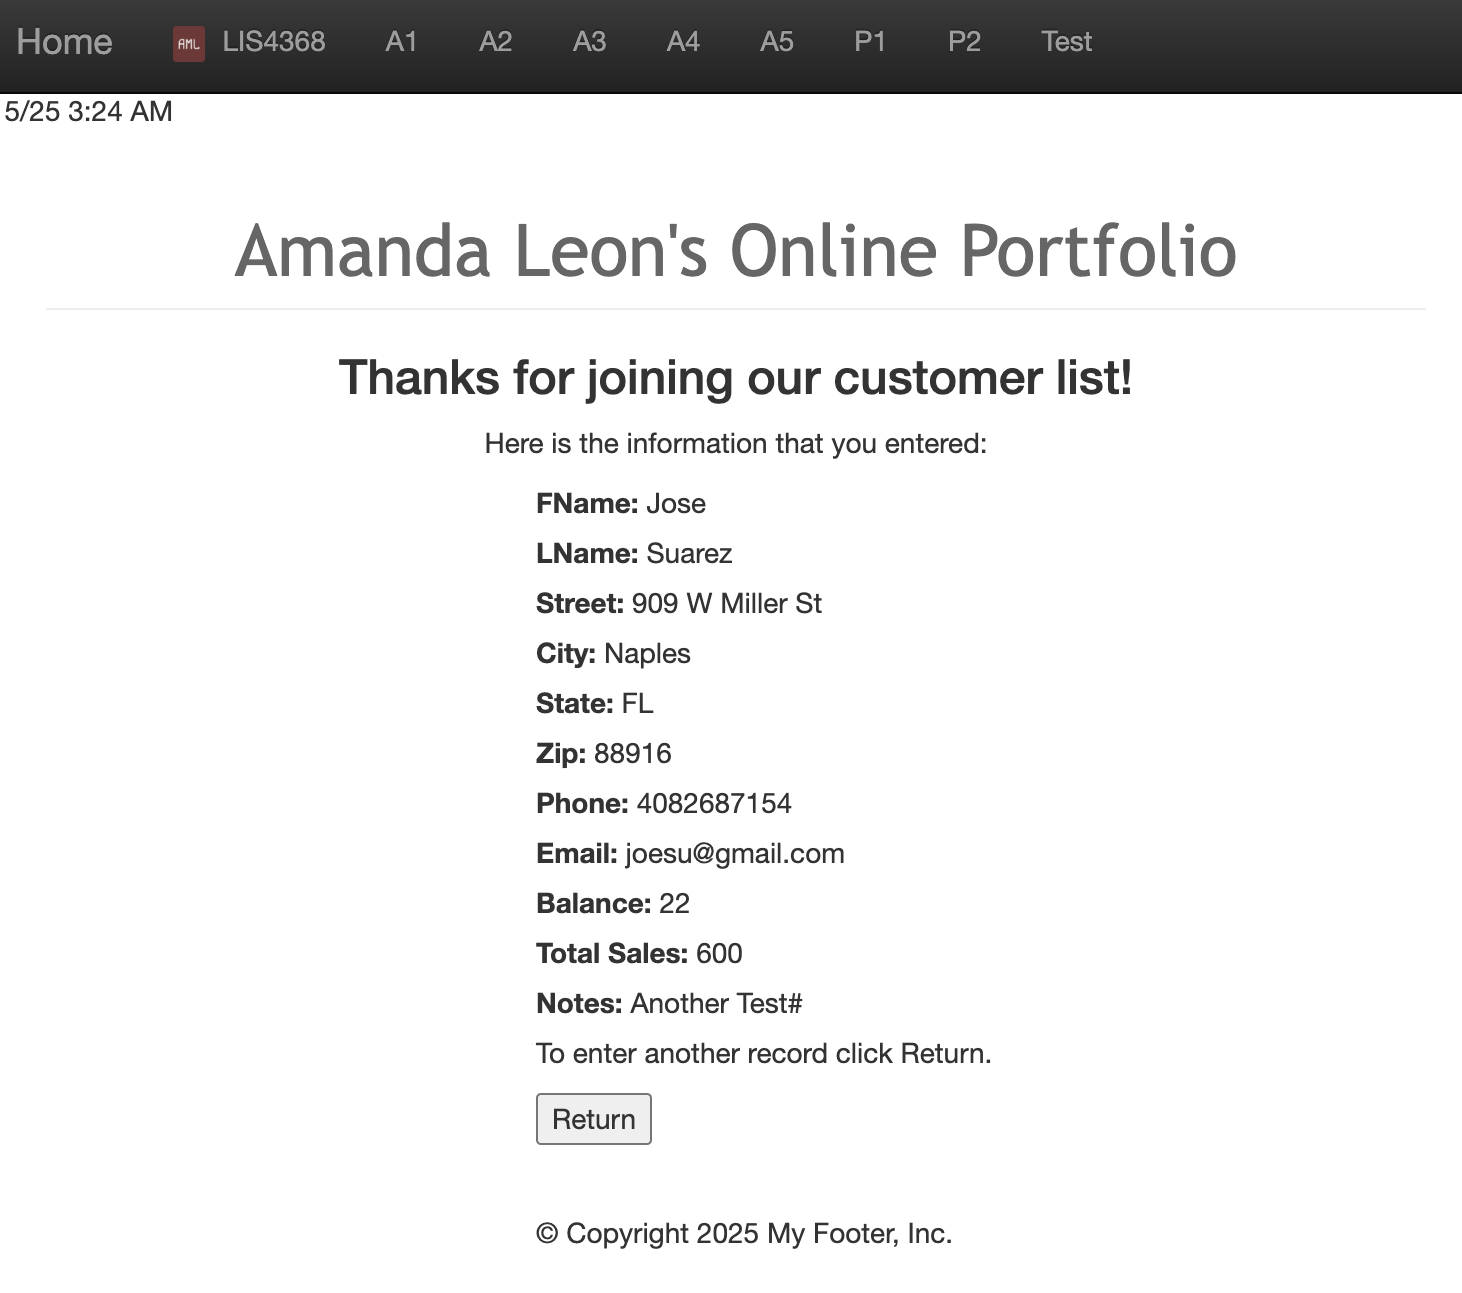 Home AML LIS4368 A1 A2 A3 A4 A5 P1 P2 Test
5/25 3:24 AM
Amanda Leon's Online Portfolio
Thanks for joining our customer list!
Here is the information that you entered:
FName: Jose
LName: Suarez
Street: 909 W Miller St
City: Naples
State: FL
Zip: 88916
Phone: 4082687154
Email: joesu@gmail.com
Balance: 22
Total Sales: 600
Notes: Another Test#
To enter another record click Return.
Return
© Copyright 2025 My Footer, Inc.